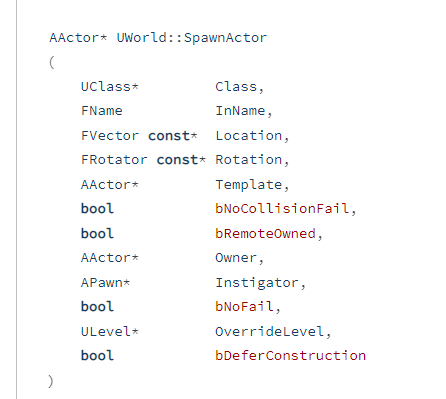 AActor* UWorld::SpawnActor
(
    UClass*         Class,
    FName           InName,
    FVector const*  Location,
    FRotator const* Rotation,
    AActor*         Template,
    bool            bNoCollisionFail,
    bool            bRemoteOwned,
    AActor*         Owner,
    APawn*          Instigator,
    bool            bNoFail,
    ULevel*         OverrideLevel,
    bool            bDeferConstruction
)